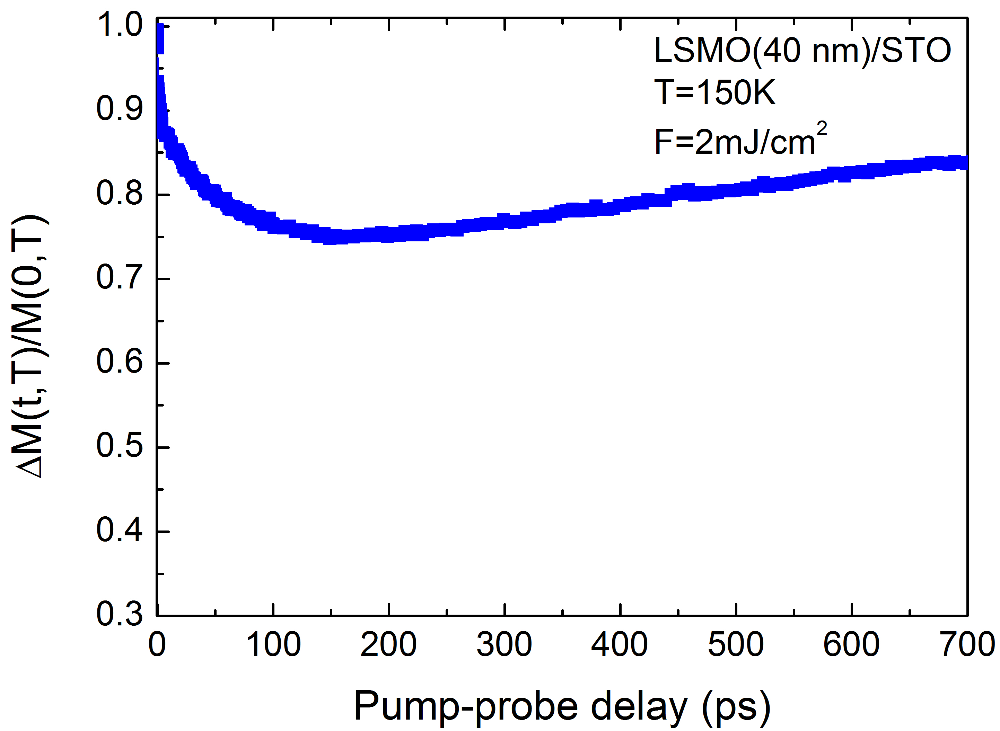 LSMO(40 nm)/STO
T=150K
F=2mJ/cm²
ΔM(t,T)/M(0,T)
1.0
0.9
0.8
0.7
0.6
0.5
0.4
0.3
0 100 200 300 400 500 600 700
Pump-probe delay (ps)